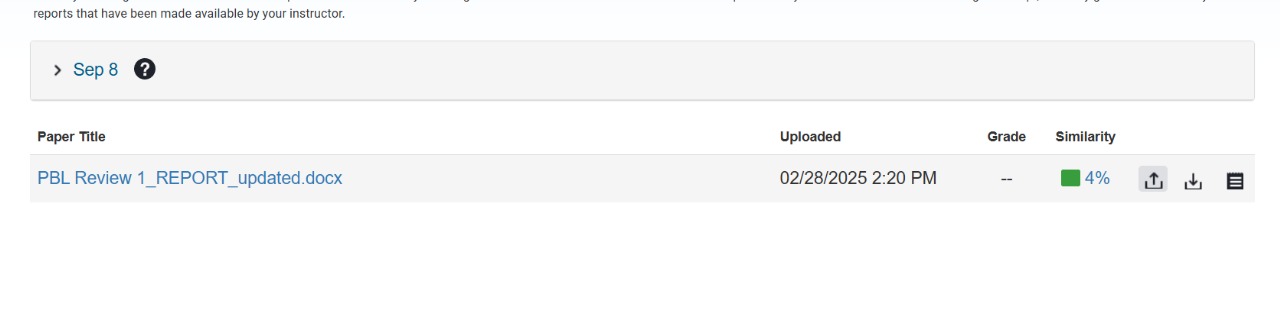 reports that have been made available by your instructor.
Sep 8 ?
Paper Title Uploaded Grade Similarity
PBL Review 1_REPORT_updated.docx 02/28/2025 2:20 PM -- 4%